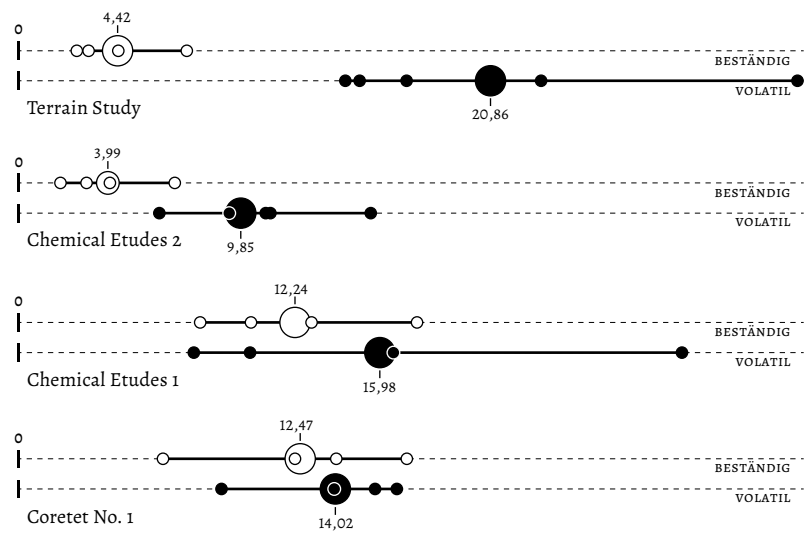 4,42
0
BESTÄNDIG
VOLATIL
Terrain Study
20,86
3,99
0
BESTÄNDIG
VOLATIL
Chemical Etudes 2
9,85
12,24
0
BESTÄNDIG
VOLATIL
Chemical Etudes 1
15,98
12,47
0
BESTÄNDIG
VOLATIL
Coretet No. 1
14,02